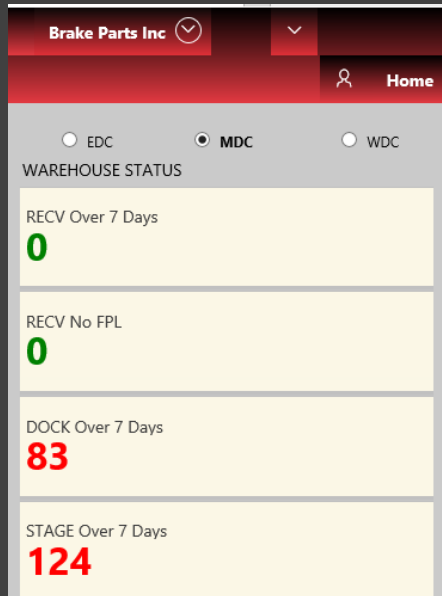 Brake Parts Inc
Home
EDC MDC WDC
WAREHOUSE STATUS
RECV Over 7 Days
0
RECV No FPL
0
DOCK Over 7 Days
83
STAGE Over 7 Days
124